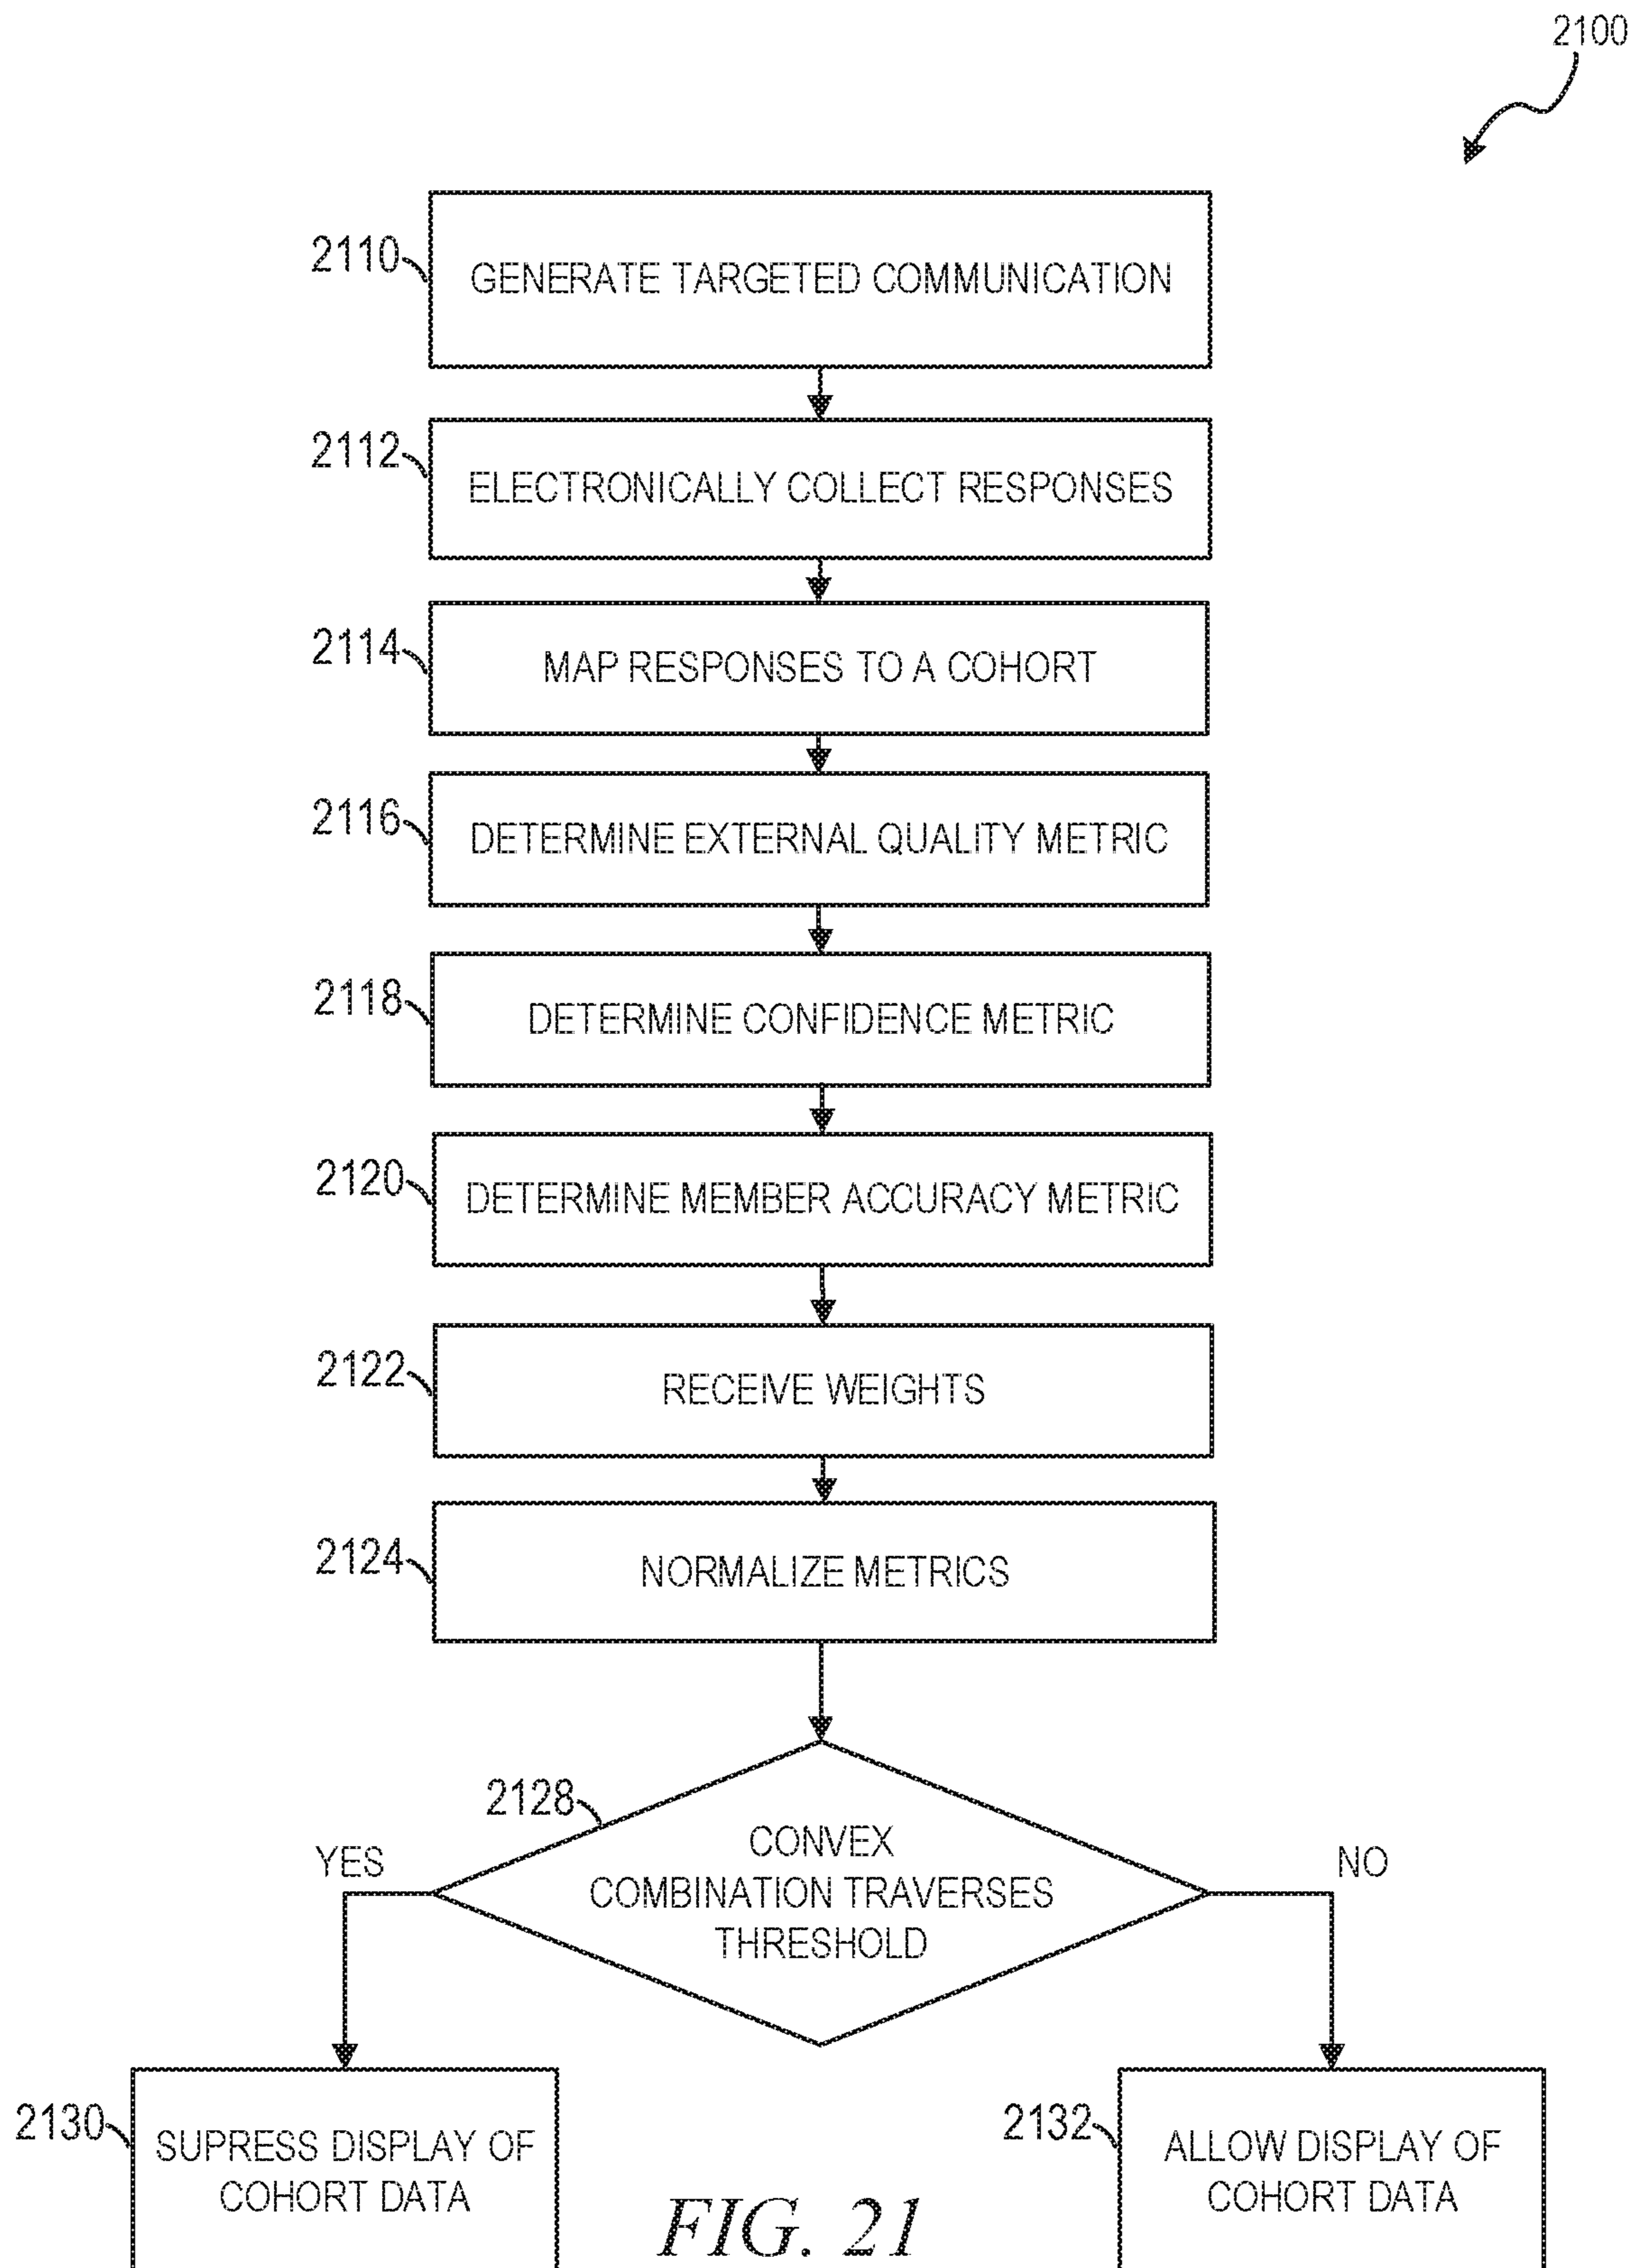 2100
2110
GENERATE TARGETED COMMUNICATION
2112
ELECTRONICALLY COLLECT RESPONSES
2114
MAP RESPONSES TO A COHORT
2116
DETERMINE EXTERNAL QUALITY METRIC
2118
DETERMINE CONFIDENCE METRIC
2120
DETERMINE MEMBER ACCURACY METRIC
2122
RECEIVE WEIGHTS
2124
NORMALIZE METRICS
2128
CONVEX
COMBINATION TRAVERSES
THRESHOLD
YES
NO
2130
SUPRESS DISPLAY OF
COHORT DATA
2132
ALLOW DISPLAY OF
COHORT DATA
FIG. 21